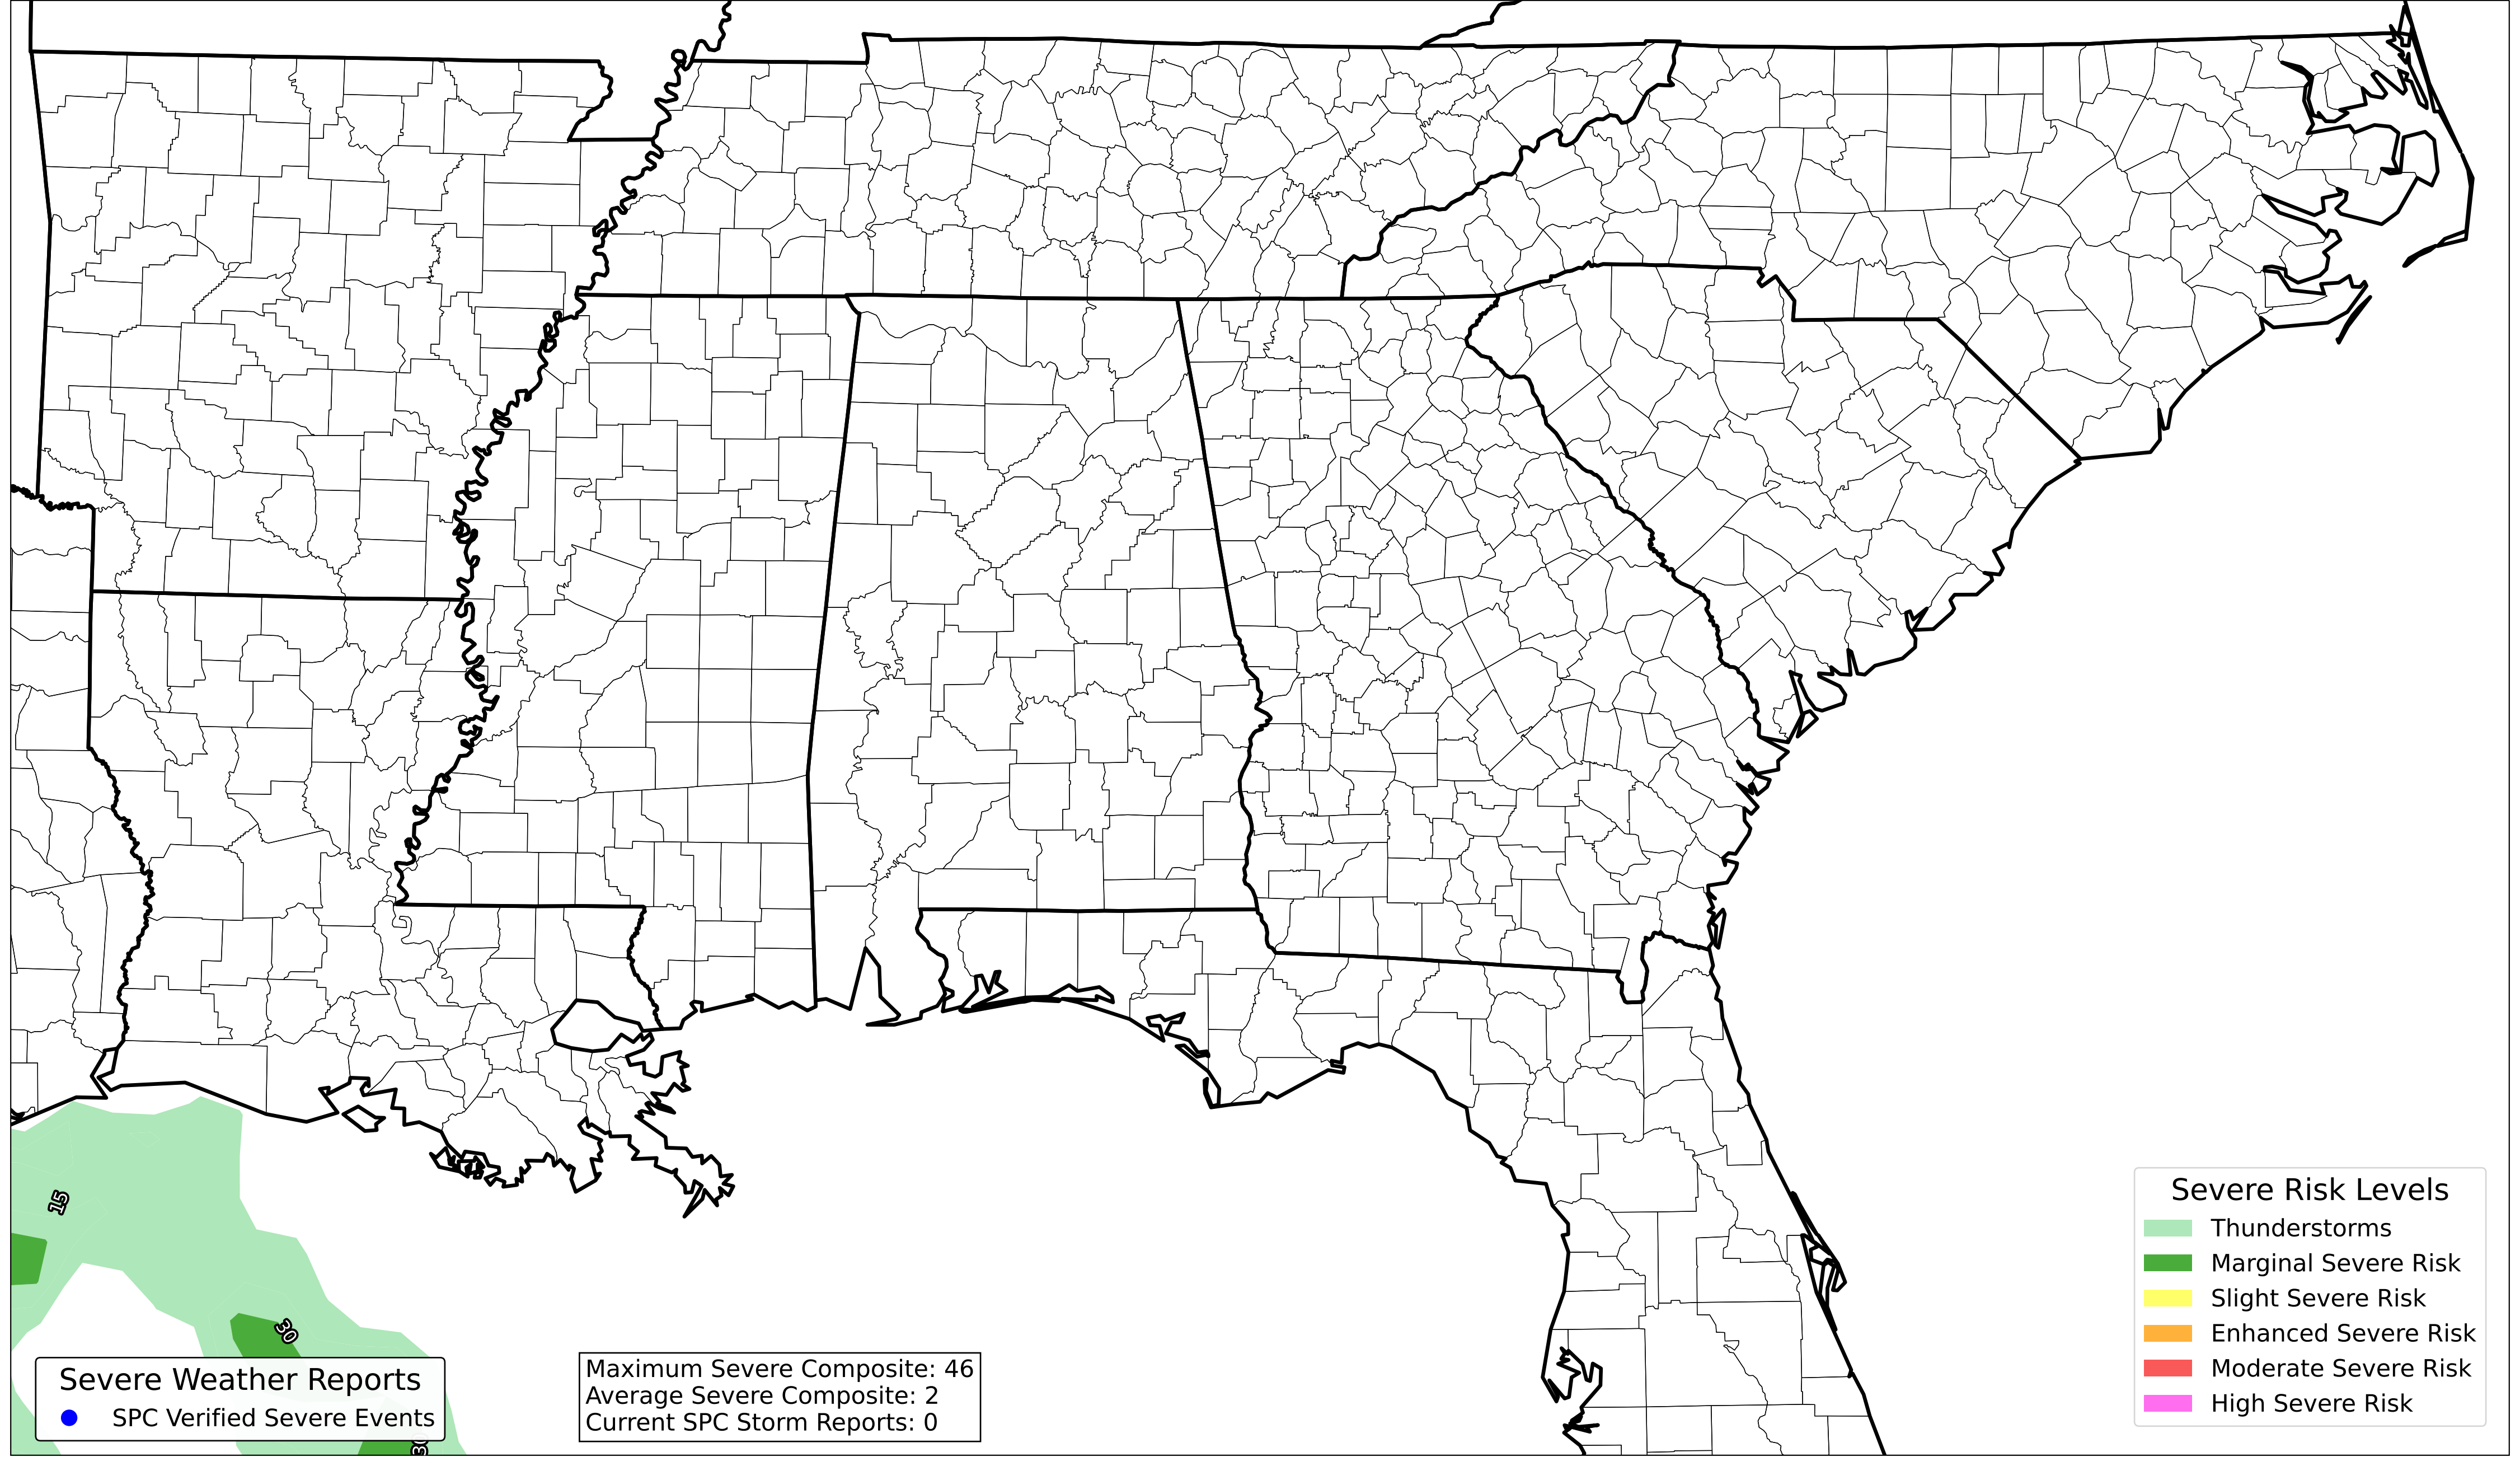 15
30
30
Severe Weather Reports
SPC Verified Severe Events
Maximum Severe Composite: 46
Average Severe Composite: 2
Current SPC Storm Reports: 0
Severe Risk Levels
Thunderstorms
Marginal Severe Risk
Slight Severe Risk
Enhanced Severe Risk
Moderate Severe Risk
High Severe Risk